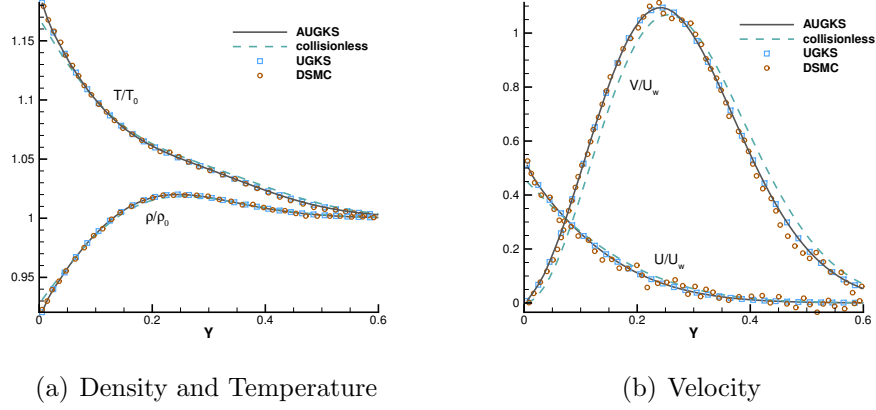 AUGKS
collisionless
UGKS
DSMC
T/T0
ρ/ρ0
1.15
1.1
1.05
1
0.95
0
0.2
0.4
0.6
Y
(a) Density and Temperature
AUGKS
collisionless
UGKS
DSMC
V/Uw
U/Uw
1
0.8
0.6
0.4
0.2
0
0
0.2
0.4
0.6
Y
(b) Velocity